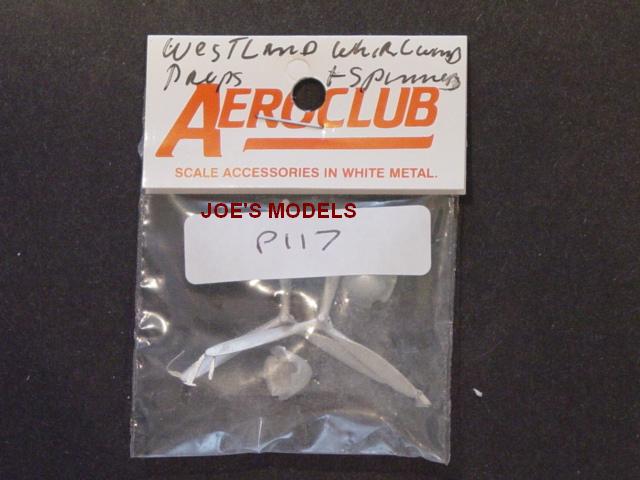 WESTLAND WHIRLWIND
Props + SPinners
AEROCLUB
SCALE ACCESSORIES IN WHITE METAL.
JOE'S MODELS
P117